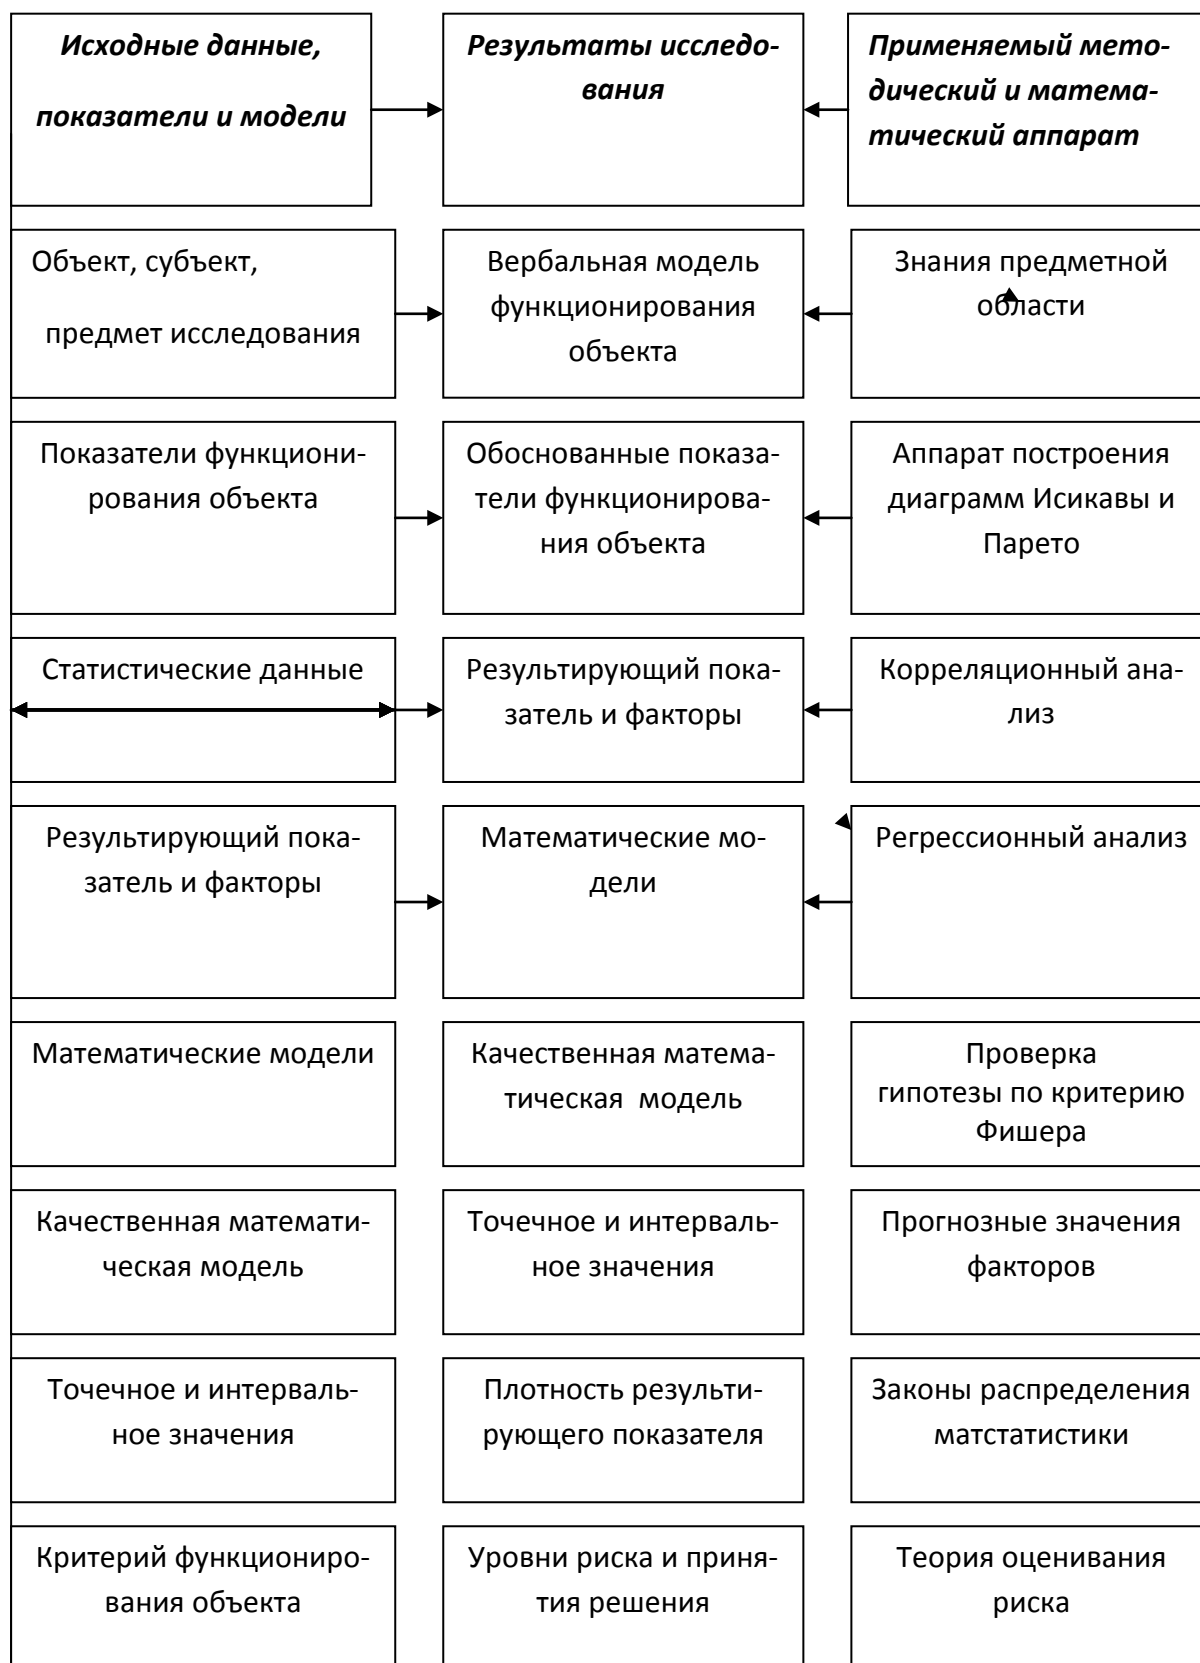 Исходные данные,
показатели и модели
Результаты исследо-
вания
Применяемый мето-
дический и матема-
тический аппарат
Объект, субъект,
предмет исследования
Вербальная модель
функционирования
объекта
Знания предметной
области
Показатели функциони-
рования объекта
Обоснованные показа-
тели функционирова-
ния объекта
Аппарат построения
диаграмм Исикавы и
Парето
Статистические данные
Результирующий пока-
затель и факторы
Корреляционный ана-
лиз
Результирующий пока-
затель и факторы
Математические мо-
дели
Регрессионный анализ
Математические модели
Качественная матема-
тическая модель
Проверка
гипотезы по критерию
Фишера
Качественная математи-
ческая модель
Точечное и интерваль-
ное значения
Прогнозные значения
факторов
Точечное и интерваль-
ное значения
Плотность результи-
рующего показателя
Законы распределения
матстатистики
Критерий функциониро-
вания объекта
Уровни риска и приня-
тия решения
Теория оценивания
риска